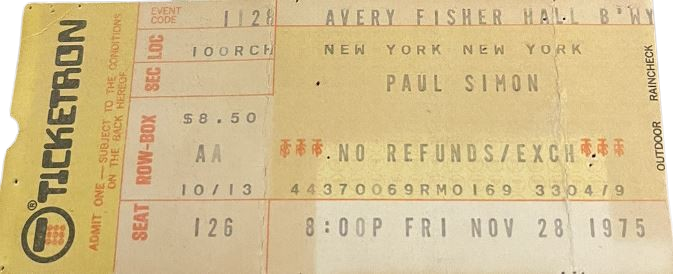 ® TICKETRON
ADMIT ONE — SUBJECT TO THE CONDITIONS
ON THE BACK HEREOF.
EVENT CODE 1128 AVERY FISHER HALL B'WY
SEC LOC 100RCH NEW YORK NEW YORK
PAUL SIMON
$8.50
ROW-BOX AA NO REFUNDS/EXCH
10/13 44370069RM0169 3304/9
SEAT 126 8:00P FRI NOV 28 1975
OUTDOOR RAINCHECK